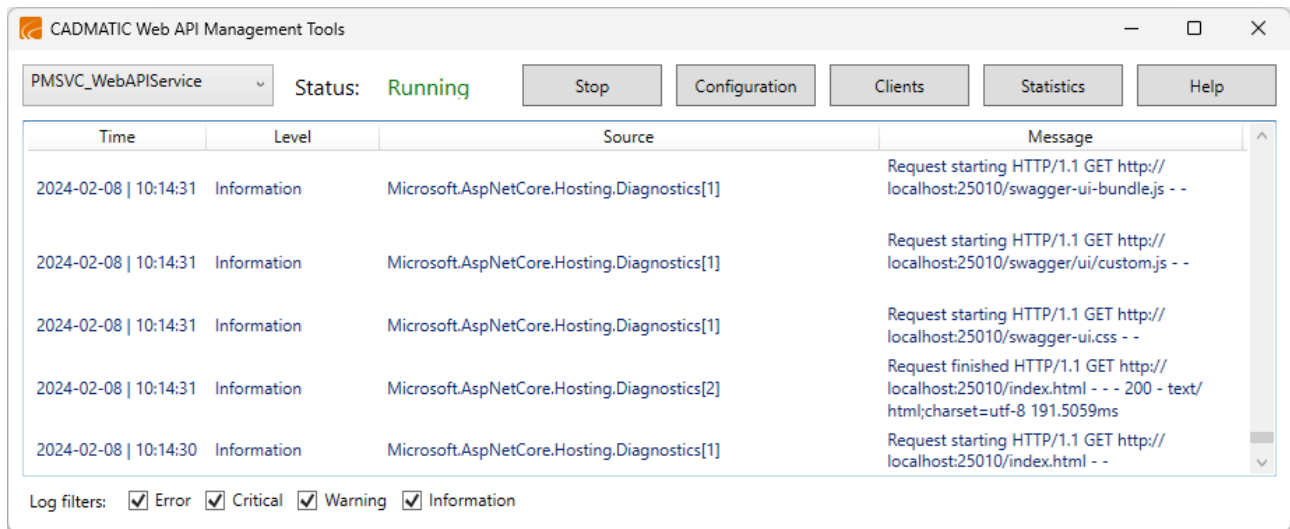 CADMATIC Web API Management Tools
PMSVC_WebAPIService Status: Running Stop Configuration Clients Statistics Help
Time Level Source Message
2024-02-08 | 10:14:31 Information Microsoft.AspNetCore.Hosting.Diagnostics[1] Request starting HTTP/1.1 GET http://
localhost:25010/swagger-ui-bundle.js - -
2024-02-08 | 10:14:31 Information Microsoft.AspNetCore.Hosting.Diagnostics[1] Request starting HTTP/1.1 GET http://
localhost:25010/swagger/ui/custom.js - -
2024-02-08 | 10:14:31 Information Microsoft.AspNetCore.Hosting.Diagnostics[1] Request starting HTTP/1.1 GET http://
localhost:25010/swagger-ui.css - -
2024-02-08 | 10:14:31 Information Microsoft.AspNetCore.Hosting.Diagnostics[2] Request finished HTTP/1.1 GET http://
localhost:25010/index.html - - - 200 - text/
html;charset=utf-8 191.5059ms
2024-02-08 | 10:14:30 Information Microsoft.AspNetCore.Hosting.Diagnostics[1] Request starting HTTP/1.1 GET http://
localhost:25010/index.html - -
Log filters: Error Critical Warning Information